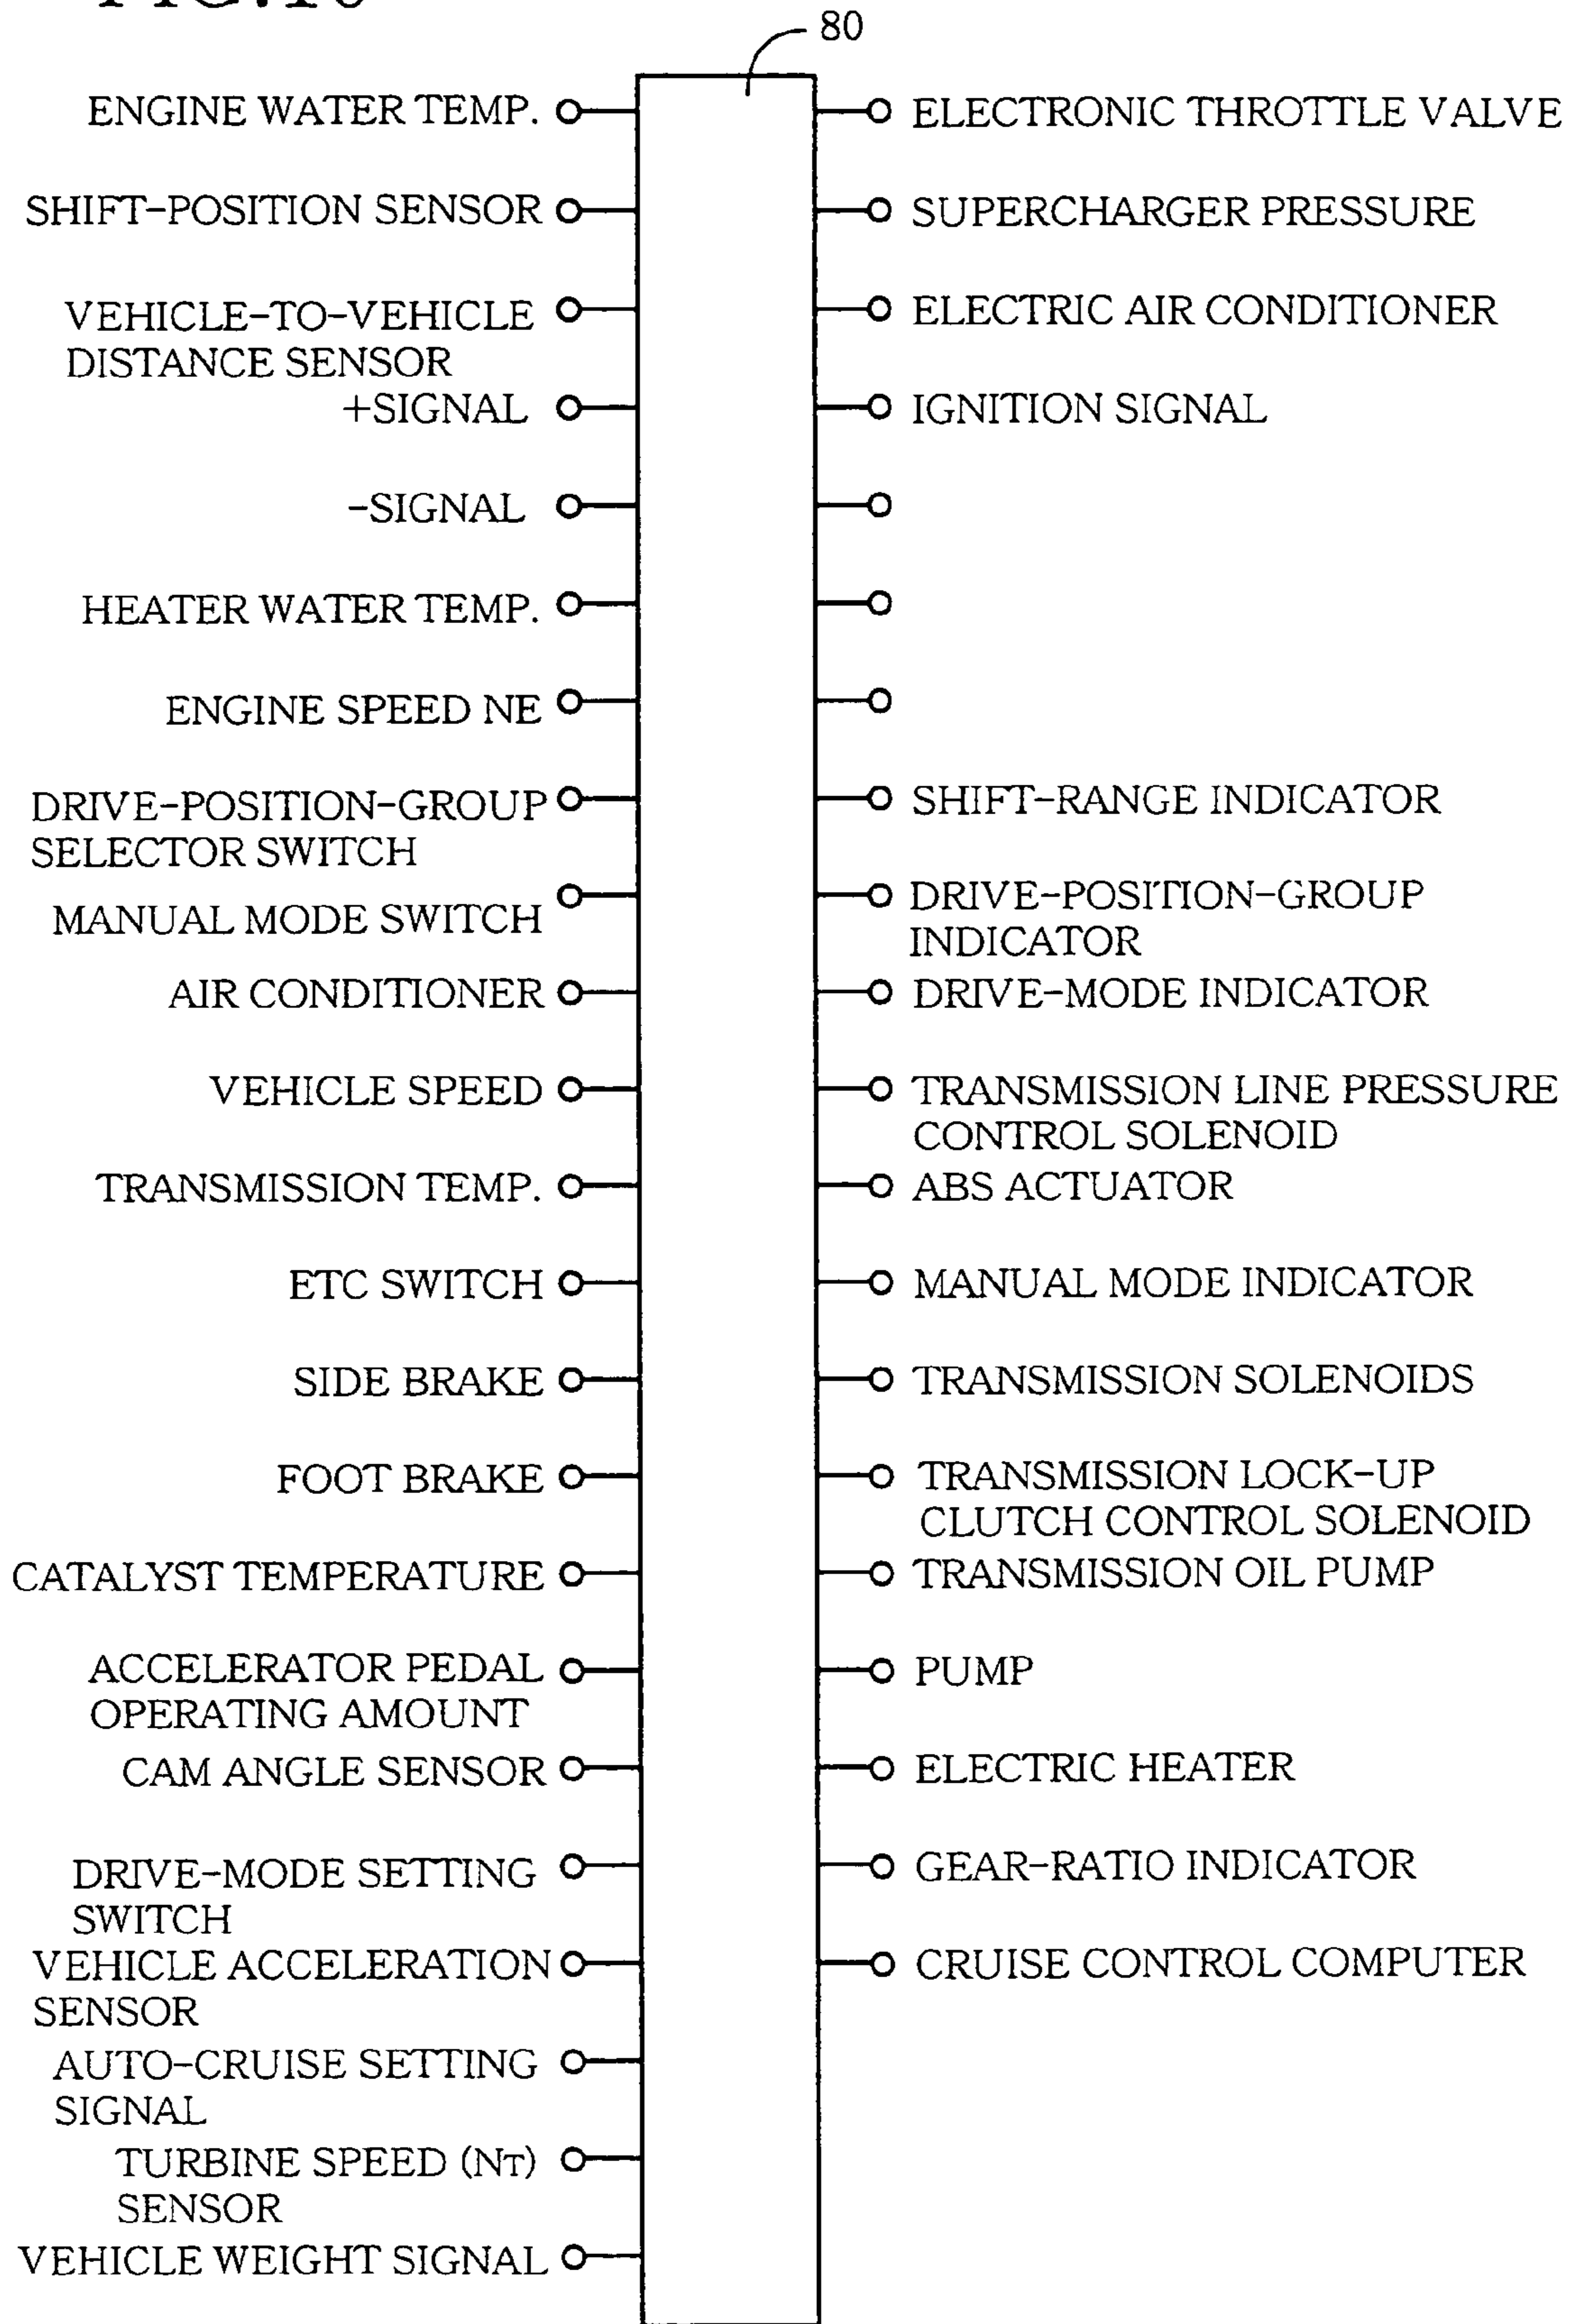 80
ENGINE WATER TEMP.
SHIFT-POSITION SENSOR
VEHICLE-TO-VEHICLE
DISTANCE SENSOR
+SIGNAL
-SIGNAL
HEATER WATER TEMP.
ENGINE SPEED NE
DRIVE-POSITION-GROUP
SELECTOR SWITCH
MANUAL MODE SWITCH
AIR CONDITIONER
VEHICLE SPEED
TRANSMISSION TEMP.
ETC SWITCH
SIDE BRAKE
FOOT BRAKE
CATALYST TEMPERATURE
ACCELERATOR PEDAL
OPERATING AMOUNT
CAM ANGLE SENSOR
DRIVE-MODE SETTING
SWITCH
VEHICLE ACCELERATION
SENSOR
AUTO-CRUISE SETTING
SIGNAL
TURBINE SPEED (NT)
SENSOR
VEHICLE WEIGHT SIGNAL
ELECTRONIC THROTTLE VALVE
SUPERCHARGER PRESSURE
ELECTRIC AIR CONDITIONER
IGNITION SIGNAL
SHIFT-RANGE INDICATOR
DRIVE-POSITION-GROUP
INDICATOR
DRIVE-MODE INDICATOR
TRANSMISSION LINE PRESSURE
CONTROL SOLENOID
ABS ACTUATOR
MANUAL MODE INDICATOR
TRANSMISSION SOLENOIDS
TRANSMISSION LOCK-UP
CLUTCH CONTROL SOLENOID
TRANSMISSION OIL PUMP
PUMP
ELECTRIC HEATER
GEAR-RATIO INDICATOR
CRUISE CONTROL COMPUTER